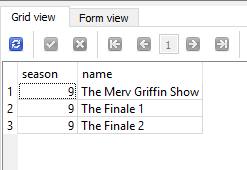 Grid view Form view
1
season name
1 9 The Merv Griffin Show
2 9 The Finale 1
3 9 The Finale 2